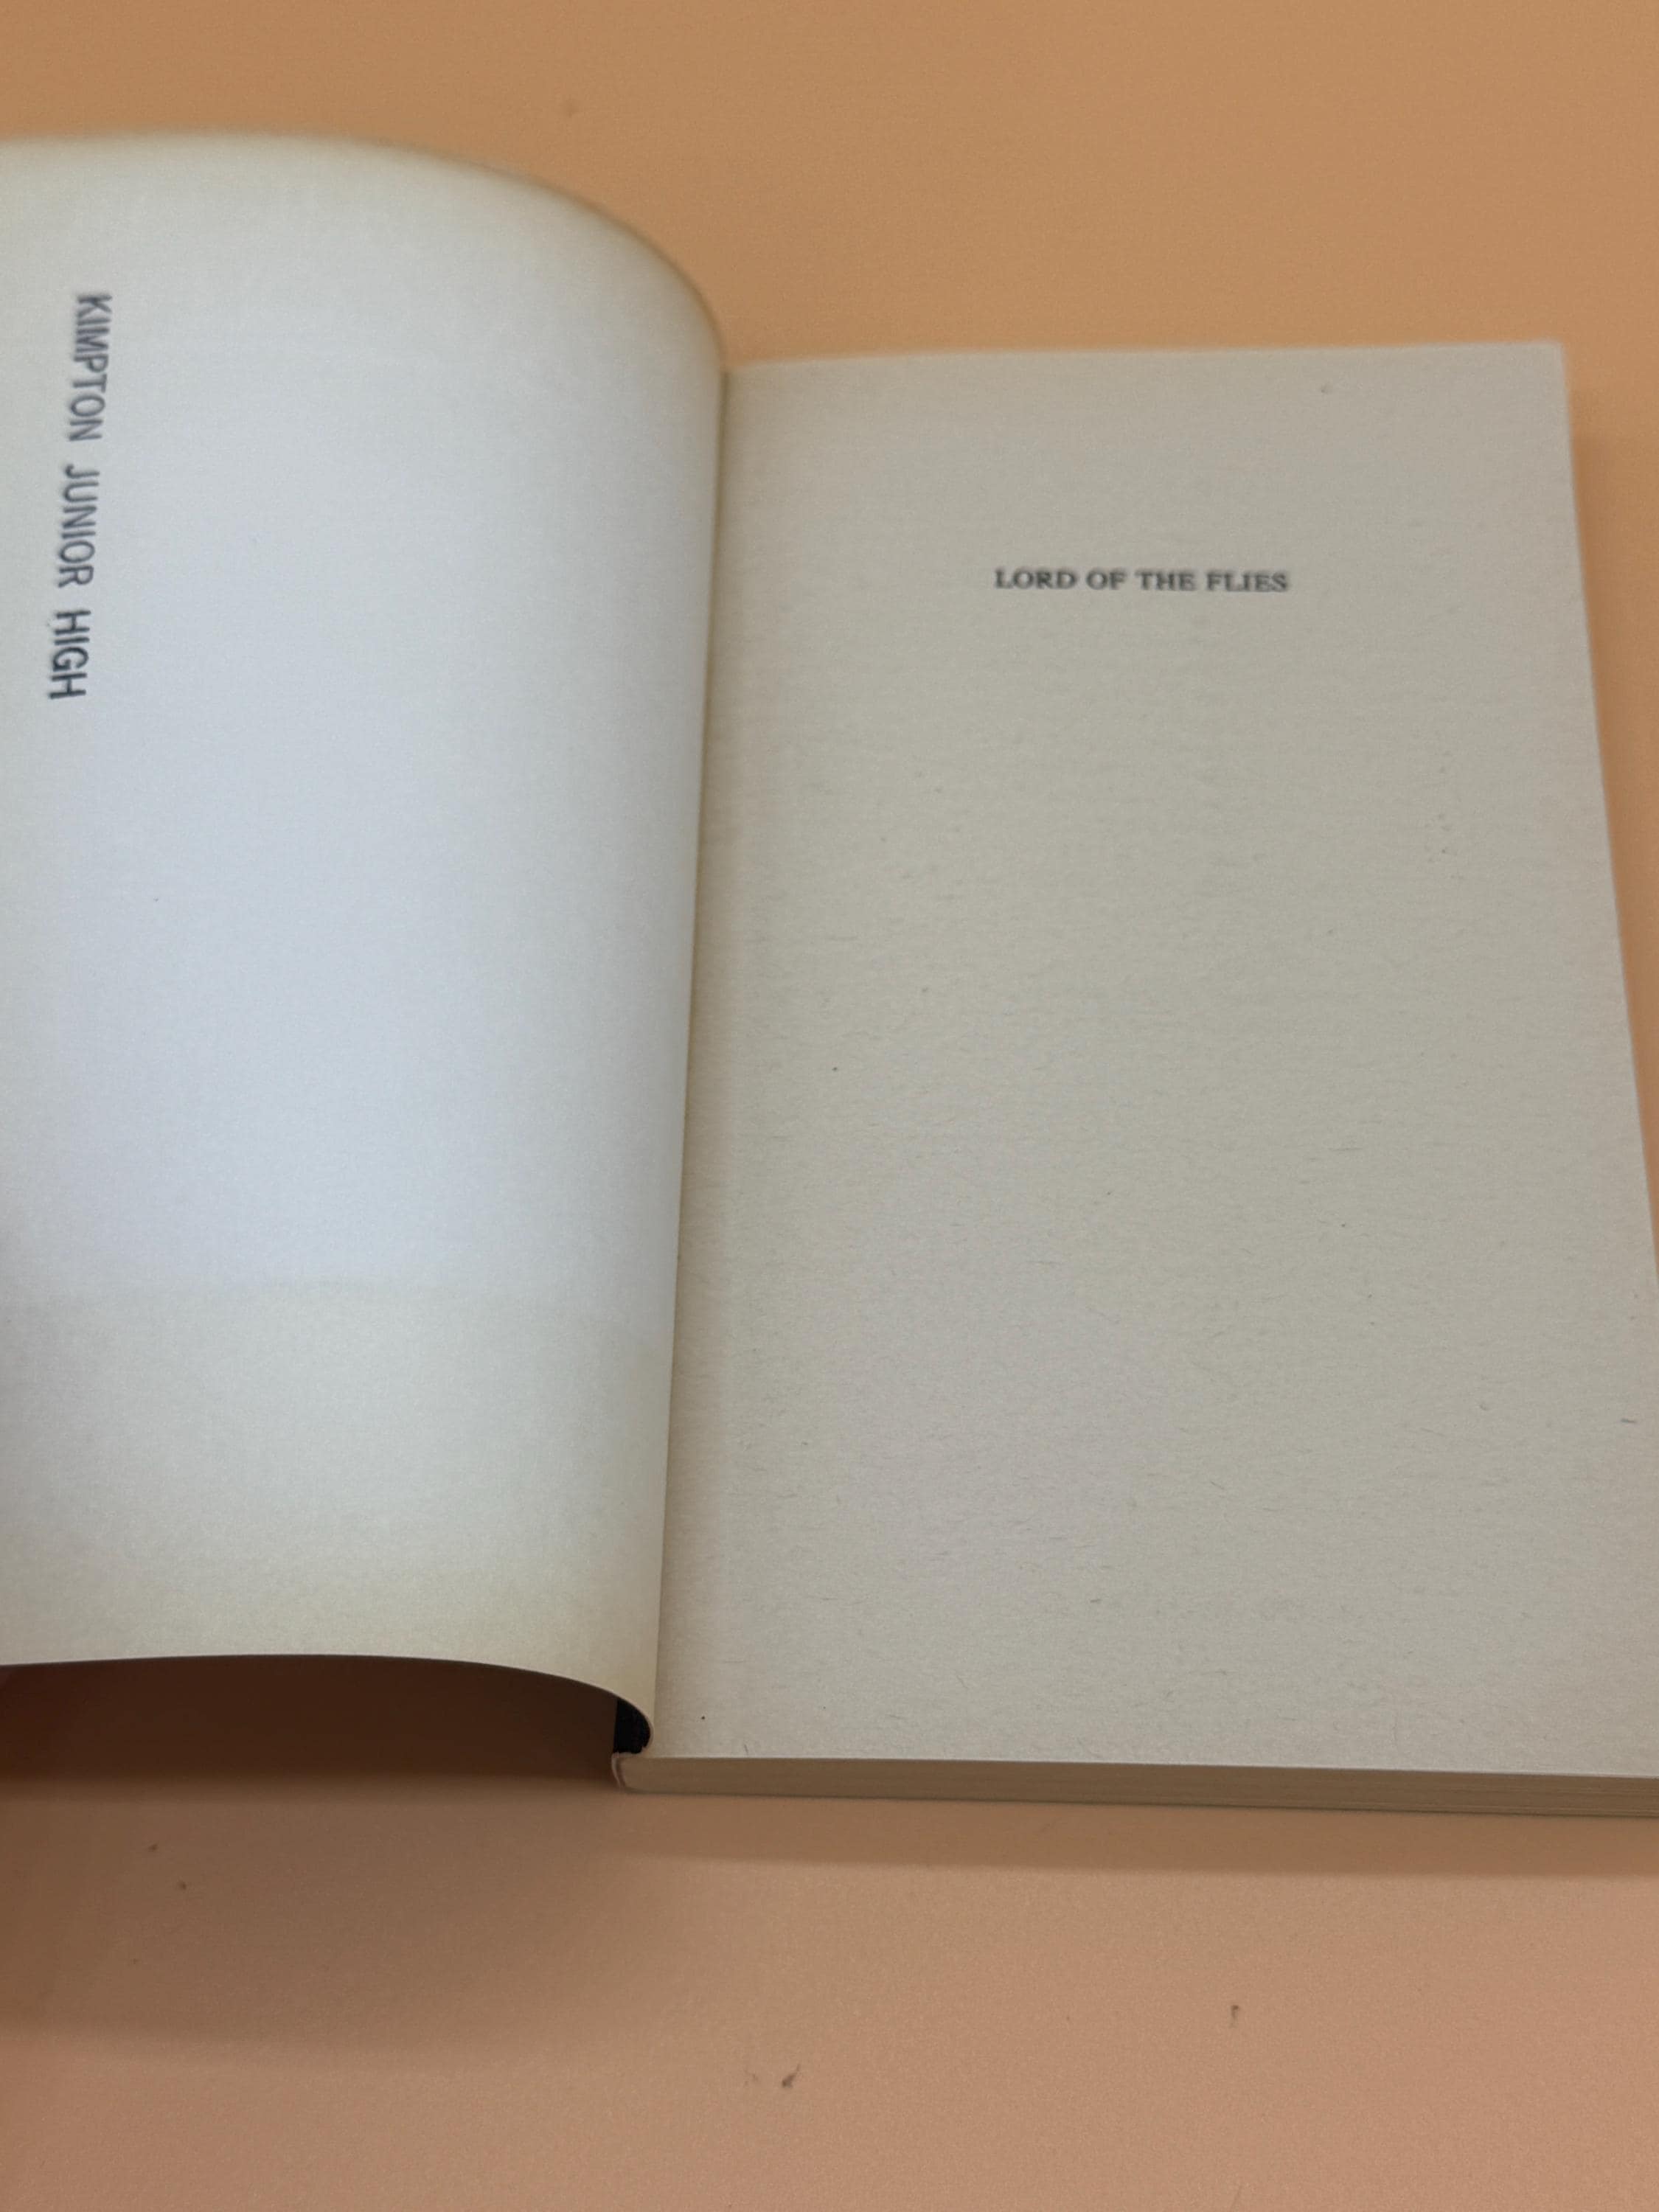 KIMPTON JUNIOR HIGH
LORD OF THE FLIES